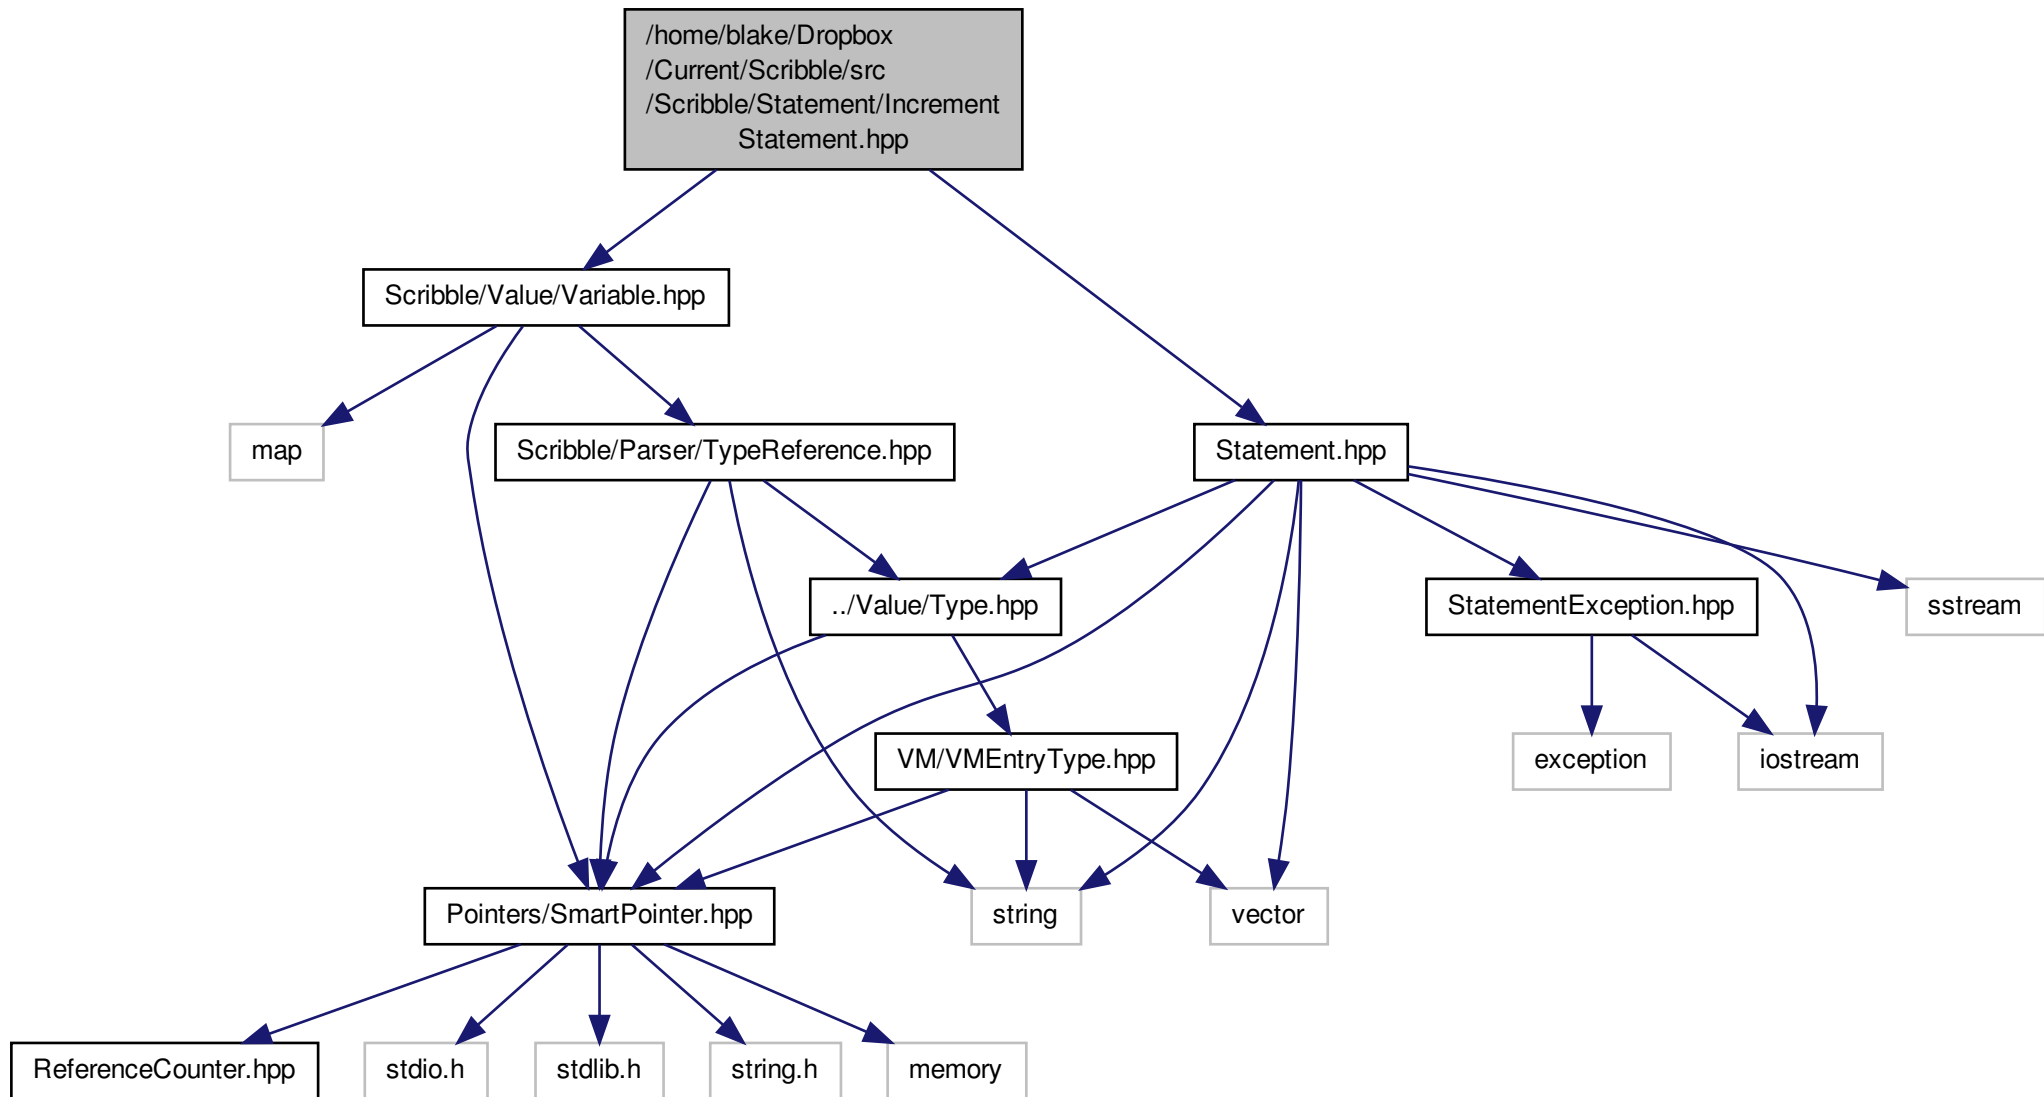 /home/blake/Dropbox
/Current/Scribble/src
/Scribble/Statement/Increment
Statement.hpp
Scribble/Value/Variable.hpp
map
Scribble/Parser/TypeReference.hpp
Statement.hpp
../Value/Type.hpp
StatementException.hpp
sstream
VM/VMEntryType.hpp
exception
iostream
Pointers/SmartPointer.hpp
string
vector
ReferenceCounter.hpp
stdio.h
stdlib.h
string.h
memory